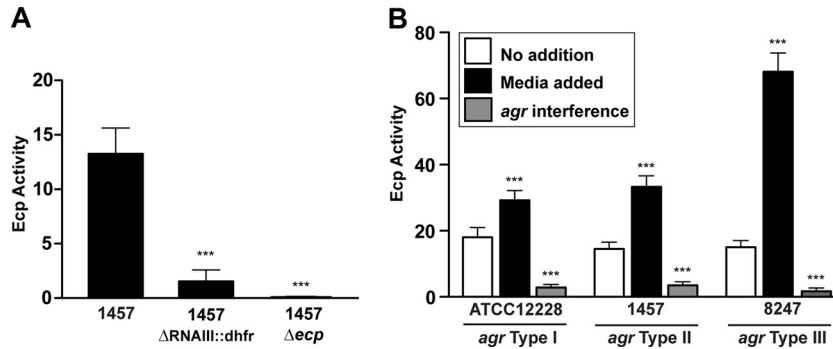 A
Ecp Activity
20
15
10
5
0
***
***
1457
1457
ΔRNAIII::dhfr
1457
Δecp
B
Ecp Activity
80
60
40
20
0
No addition
Media added
agr interference
***
***
***
***
***
***
ATCC12228
1457
8247
agr Type I
agr Type II
agr Type III